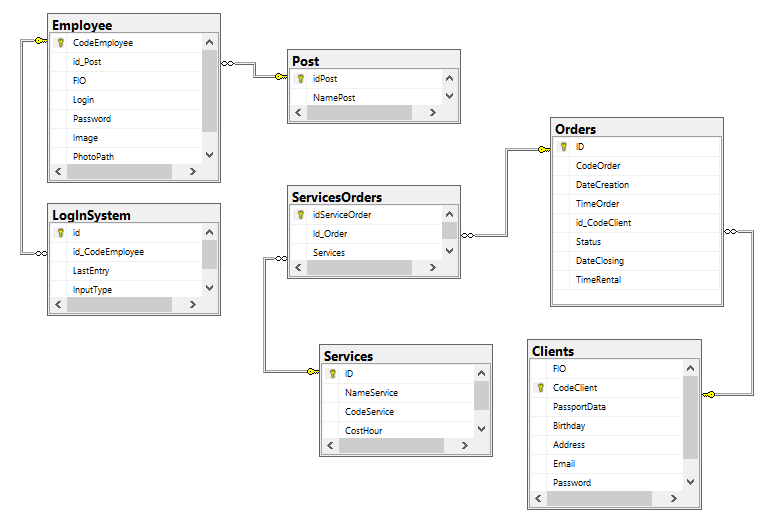 Employee
CodeEmployee
id_Post
FIO
Login
Password
Image
PhotoPath
Post
idPost
NamePost
Orders
ID
CodeOrder
DateCreation
TimeOrder
id_CodeClient
Status
DateClosing
TimeRental
LogInSystem
id
id_CodeEmployee
LastEntry
InputType
ServicesOrders
idServiceOrder
Id_Order
Services
Services
ID
NameService
CodeService
CostHour
Clients
FIO
CodeClient
PassportData
Birthday
Address
Email
Password